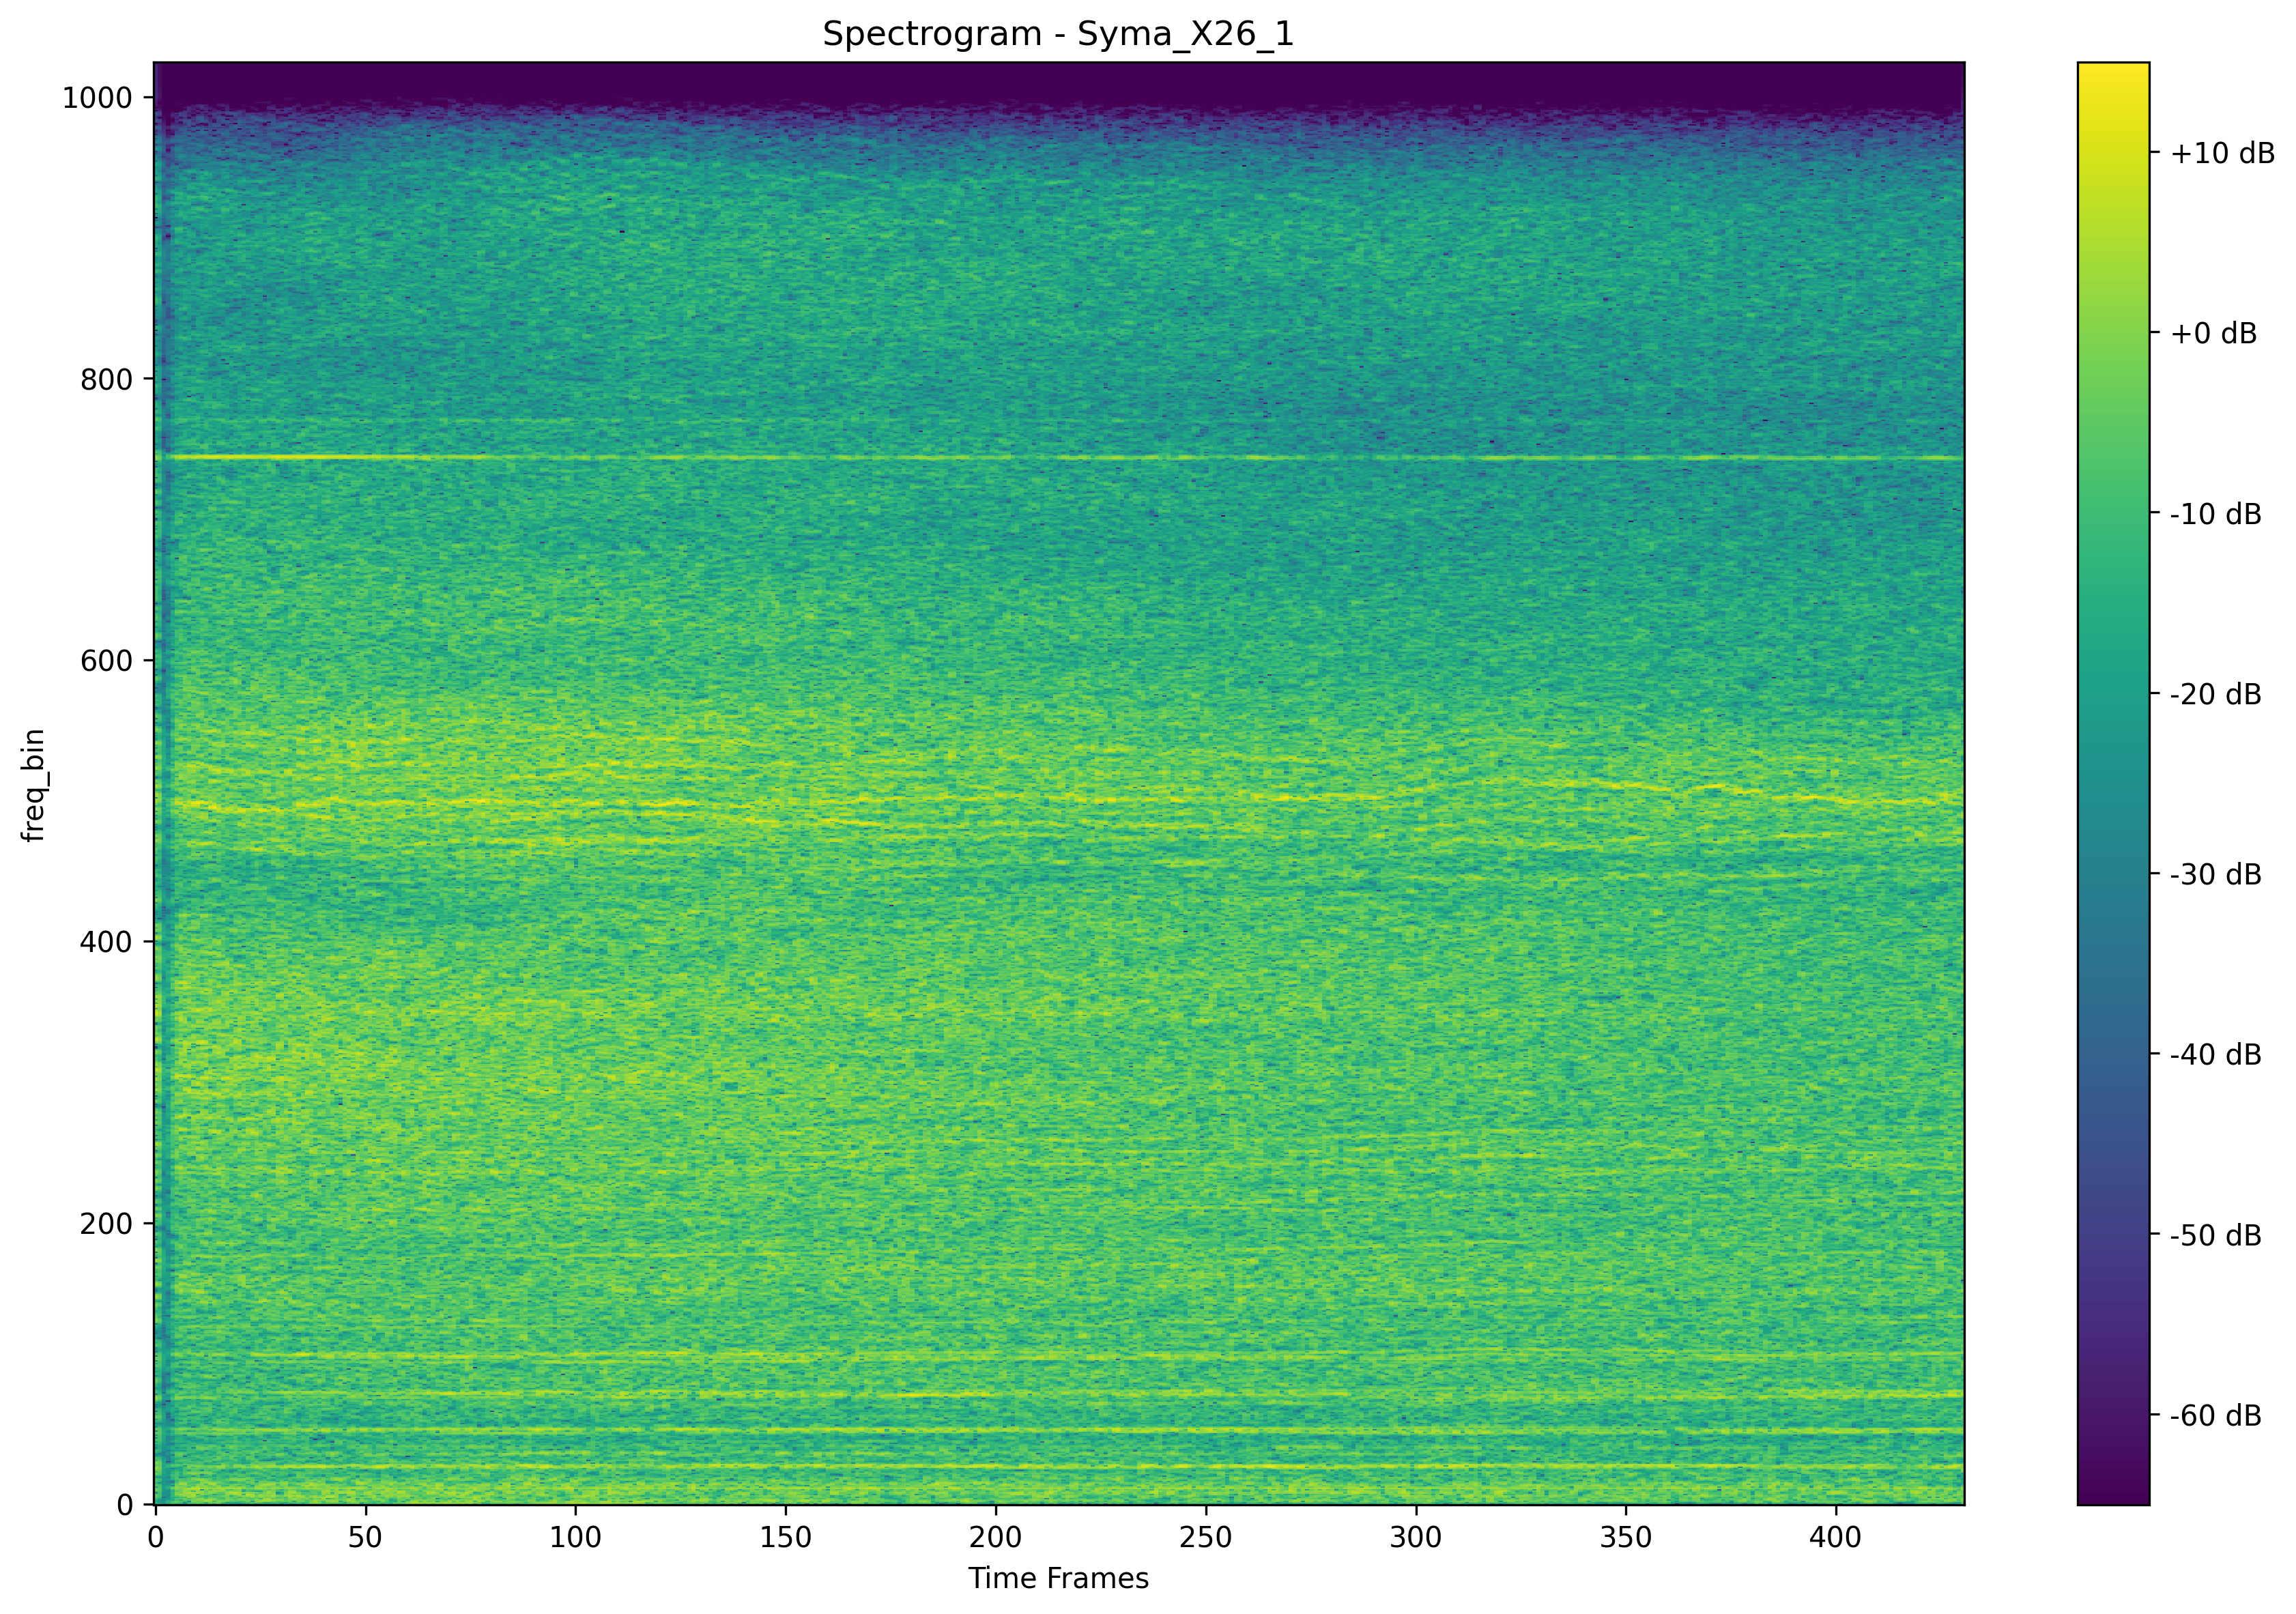 Spectrogram - Syma_X26_1
1000
800
600
400
200
0
freq_bin
0 50 100 150 200 250 300 350 400
Time Frames
+10 dB
+0 dB
-10 dB
-20 dB
-30 dB
-40 dB
-50 dB
-60 dB